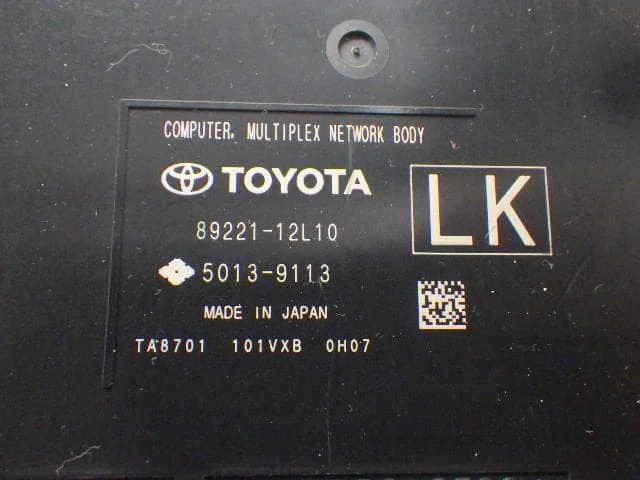 COMPUTER, MULTIPLEX NETWORK BODY
TOYOTA
LK
89221-12L10
5013-9113
MADE IN JAPAN
TA8701 101VXB 0H07